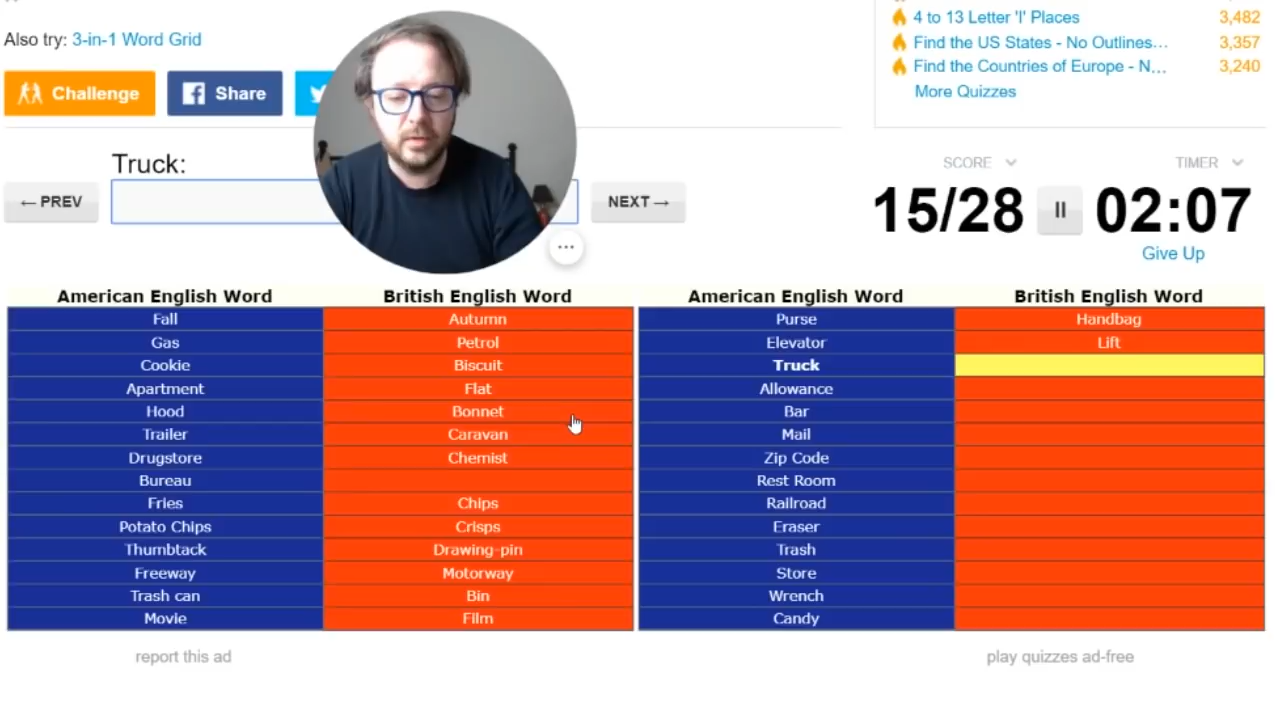 4 to 13 Letter 'I' Places 3,482
Also try: 3-in-1 Word Grid
Find the US States - No Outlines... 3,357
Find the Countries of Europe - N... 3,240
More Quizzes
Challenge
Share
Truck:
← PREV
NEXT →
SCORE
TIMER
15/28
02:07
Give Up
American English Word British English Word American English Word British English Word
Fall Autumn Purse Handbag
Gas Petrol Elevator Lift
Cookie Biscuit Truck
Apartment Flat Allowance
Hood Bonnet Bar
Trailer Caravan Mail
Drugstore Chemist Zip Code
Bureau Rest Room
Fries Chips Railroad
Potato Chips Crisps Eraser
Thumbtack Drawing-pin Trash
Freeway Motorway Store
Trash can Bin Wrench
Movie Film Candy
report this ad
play quizzes ad-free